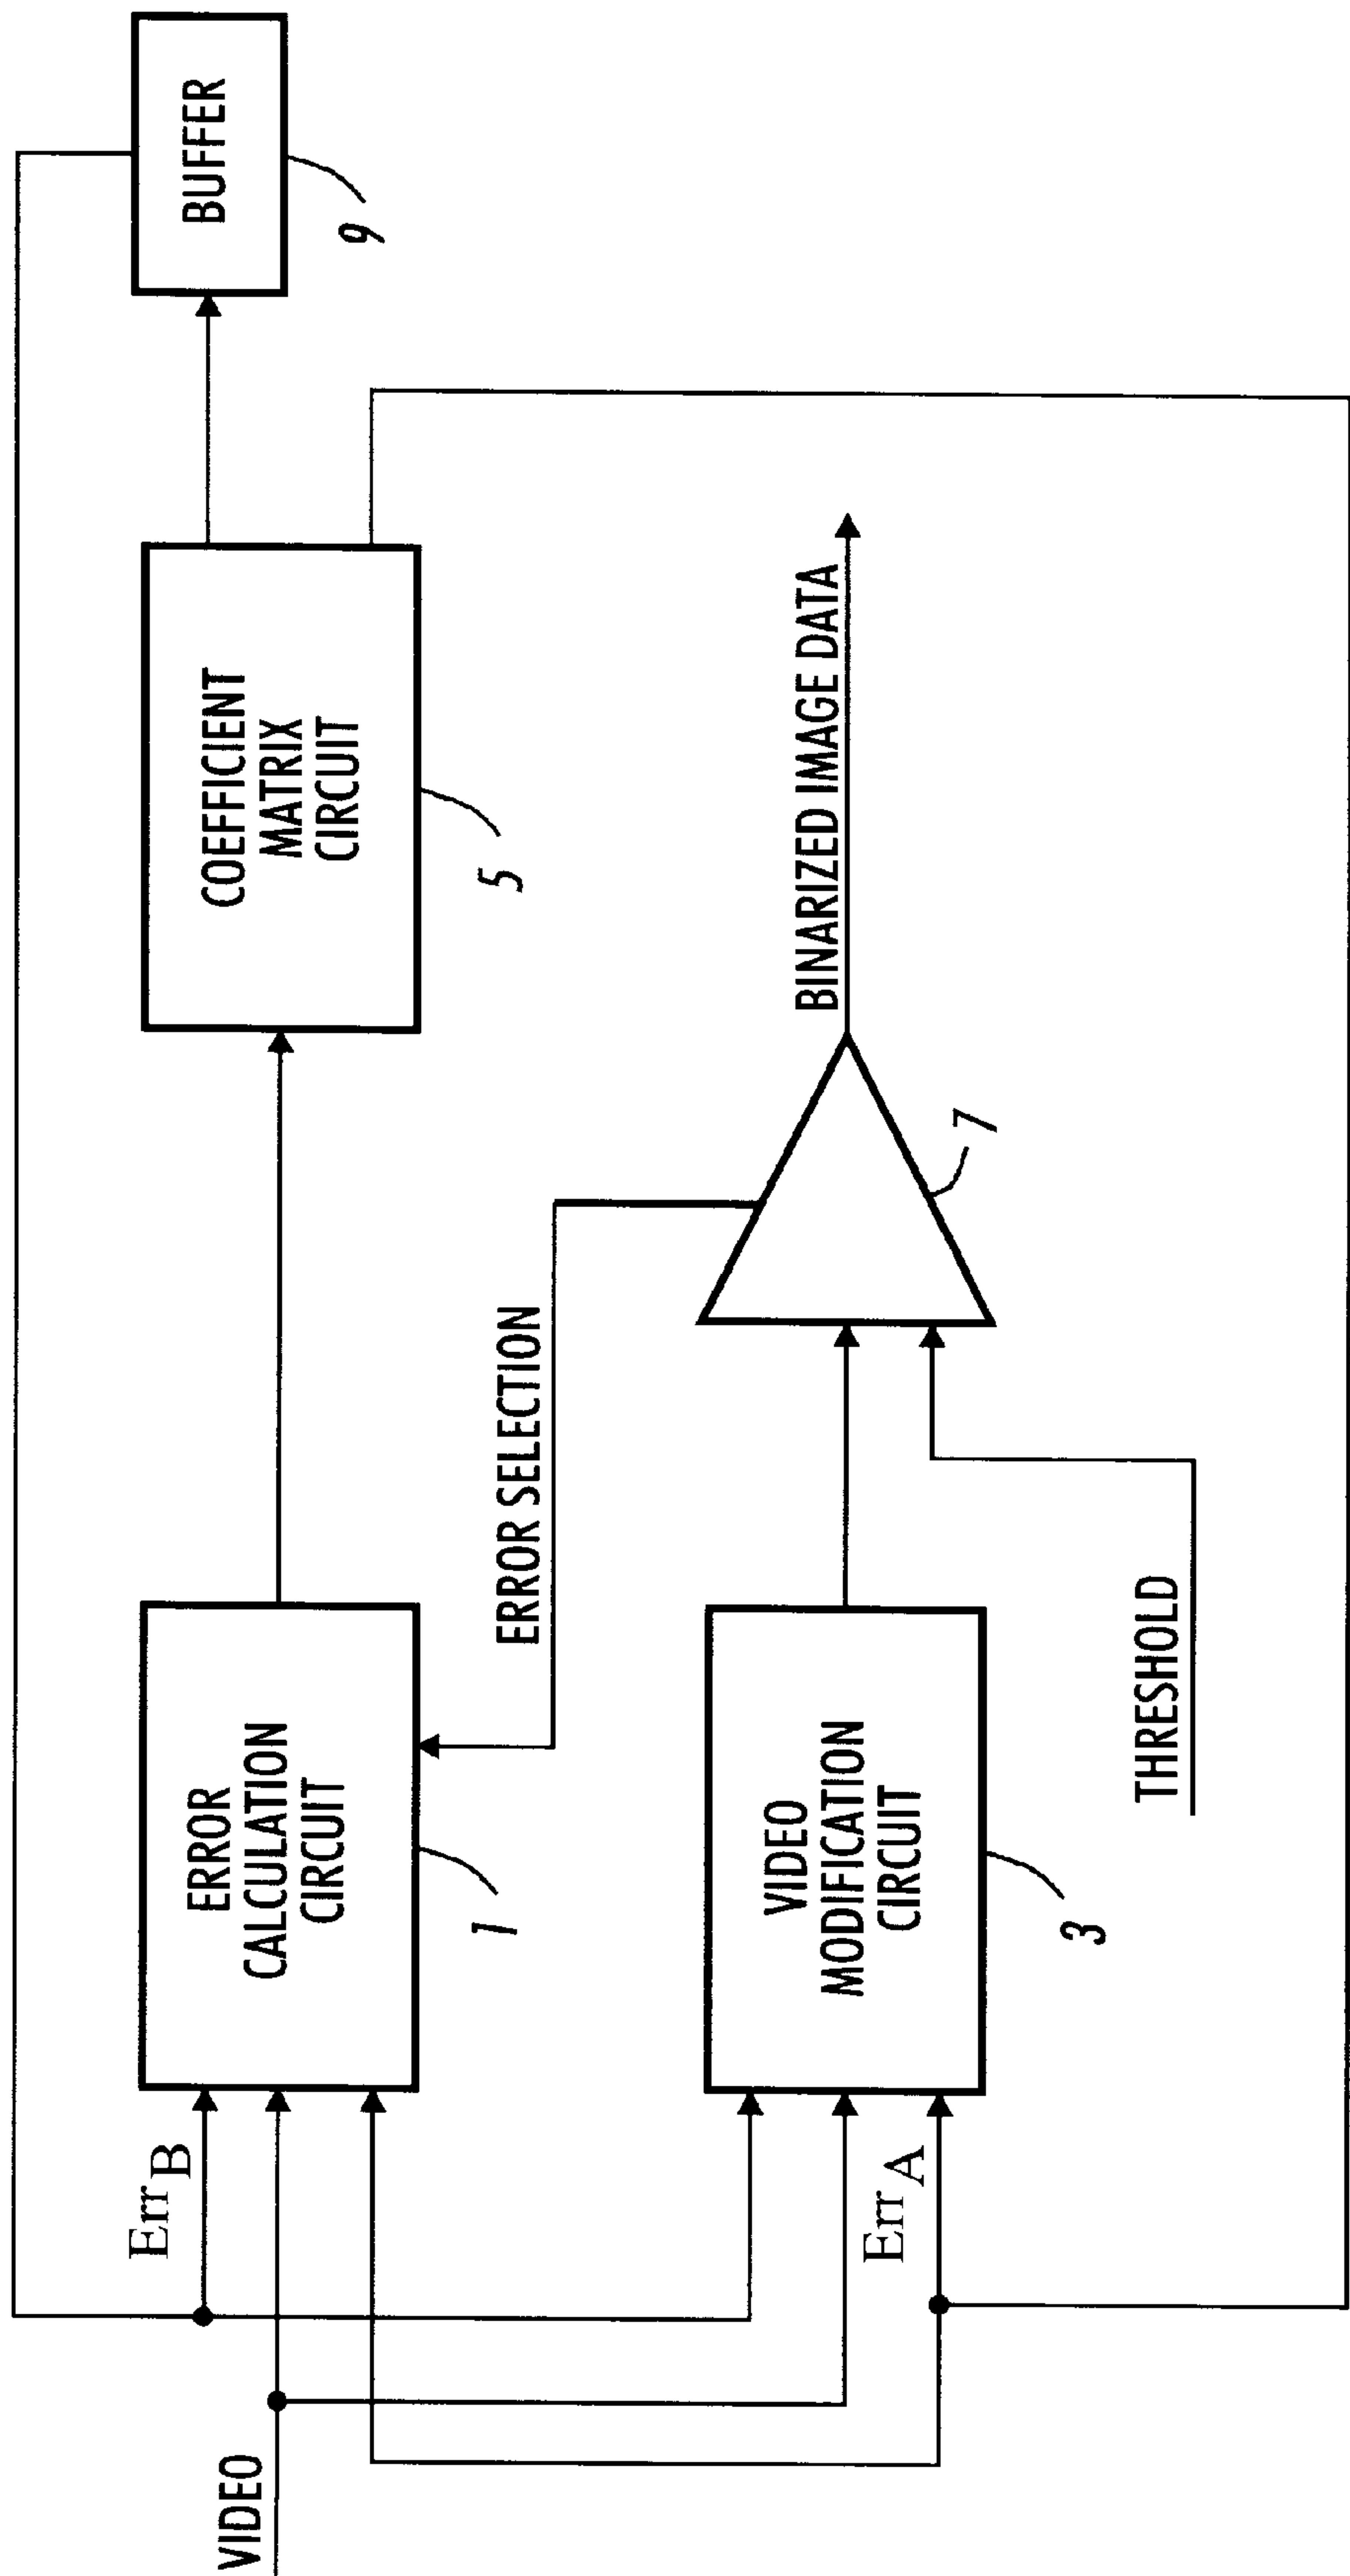 VIDEO
Err B
ERROR
CALCULATION
CIRCUIT
1
ERROR SELECTION
COEFFICIENT
MATRIX
CIRCUIT
5
BUFFER
9
Err A
VIDEO
MODIFICATION
CIRCUIT
3
THRESHOLD
7
BINARIZED IMAGE DATA